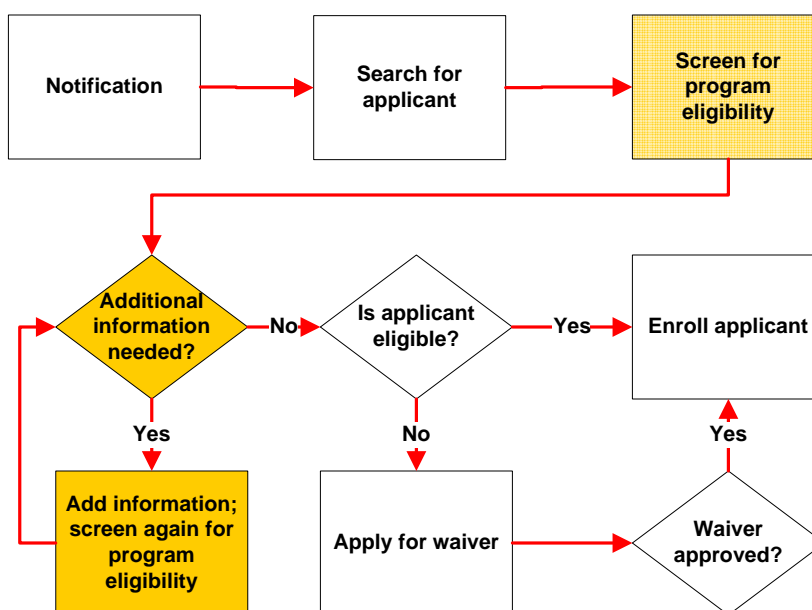 Notification
Search for
applicant
Screen for
program
eligibility
Additional
information
needed?
No
Is applicant
eligible?
Yes
Enroll applicant
Yes
No
Yes
Add information;
screen again for
program
eligibility
Apply for waiver
Waiver
approved?